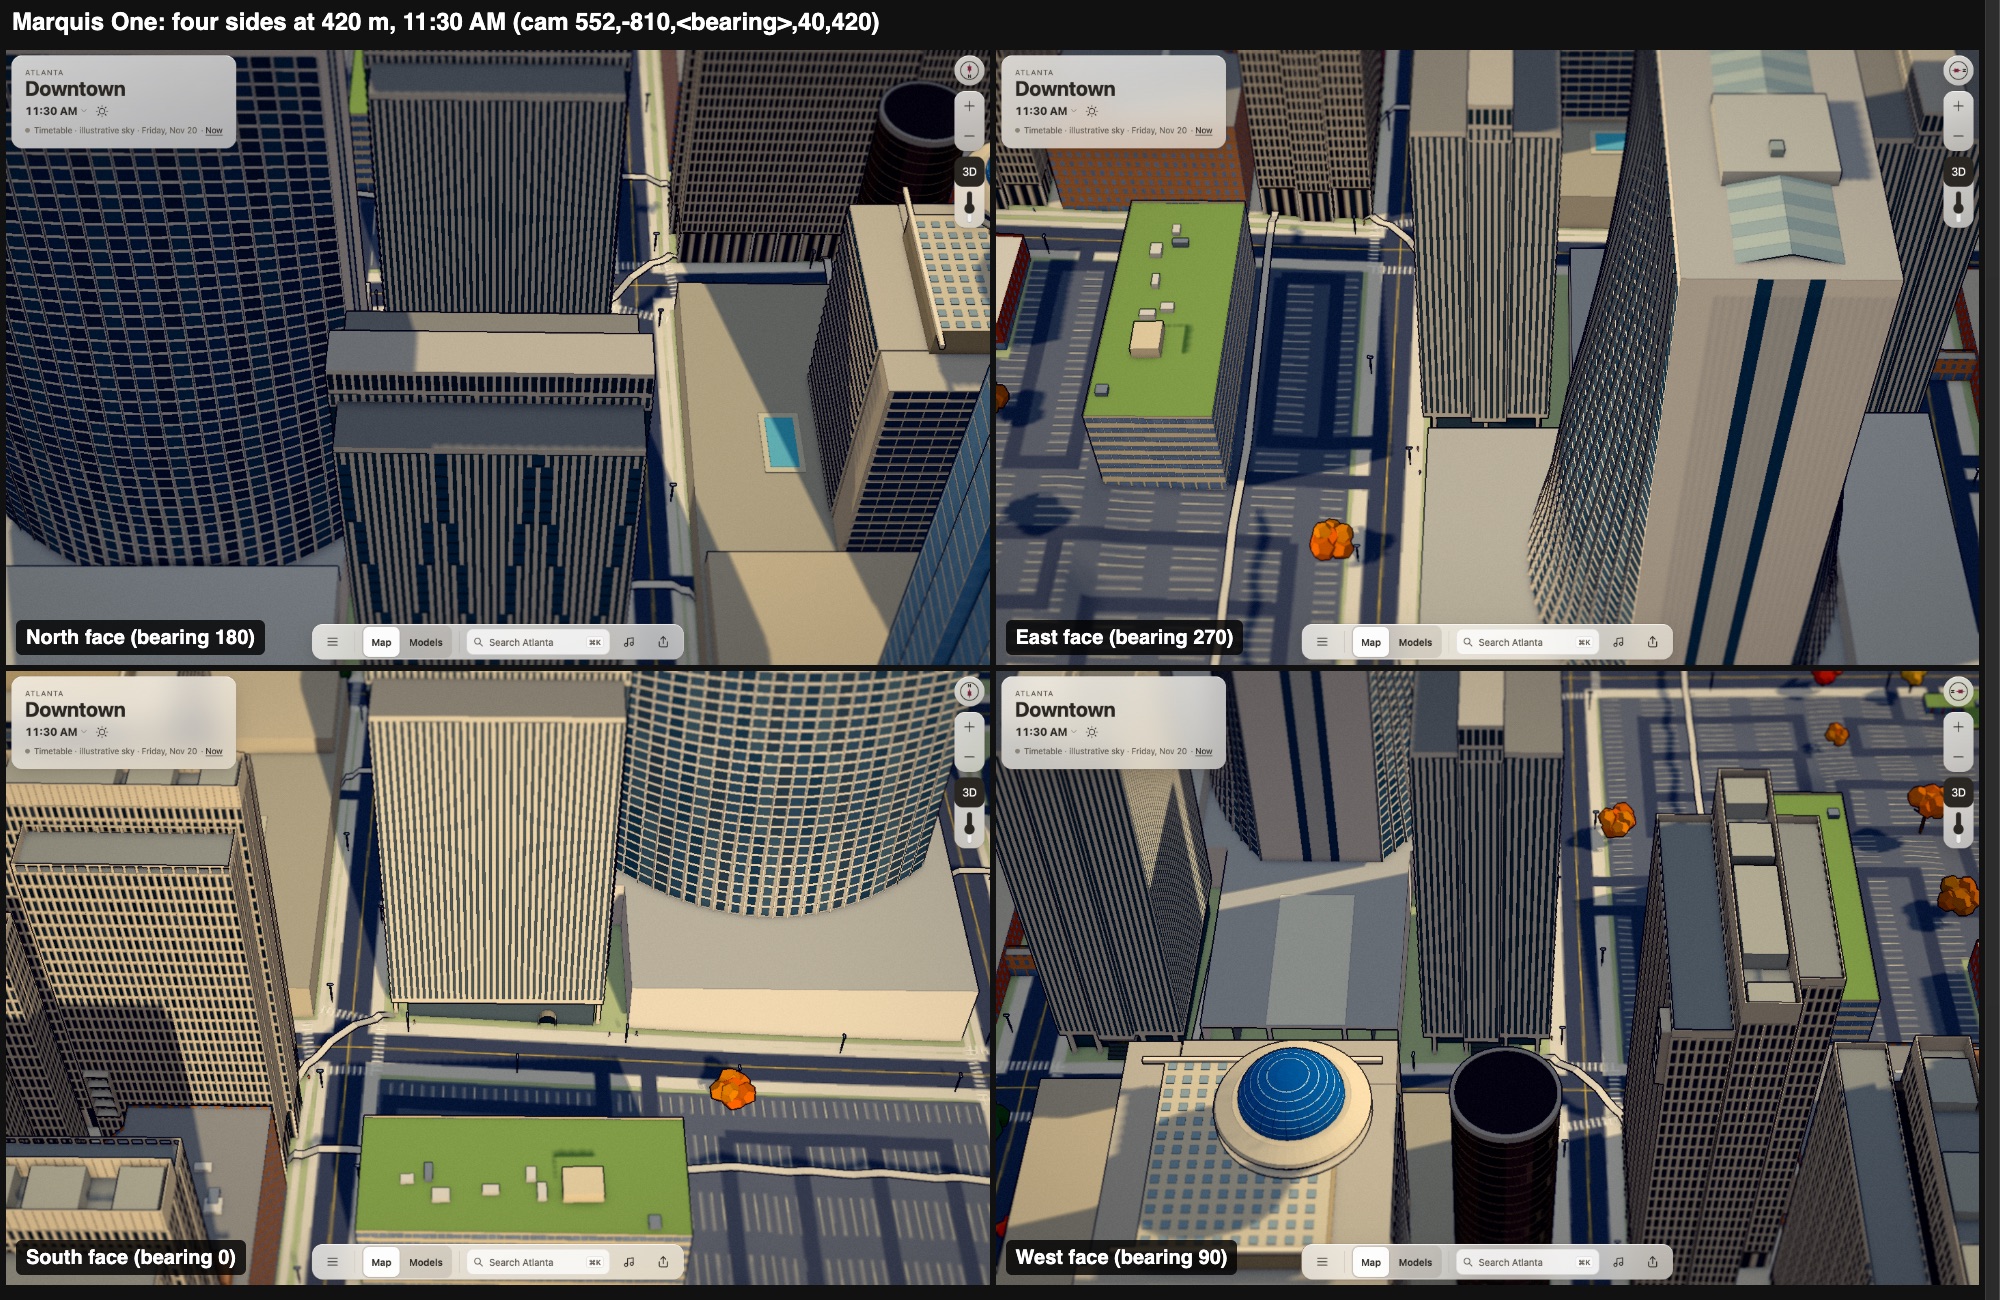 Marquis One: four sides at 420 m, 11:30 AM (cam 552,-810,<bearing>,40,420)
ATLANTA
Downtown
11:30 AM
Timetable · illustrative sky · Friday, Nov 20 · Now
N
+
−
3D
North face (bearing 180)
Map
Models
Search Atlanta
⌘K
ATLANTA
Downtown
11:30 AM
Timetable · illustrative sky · Friday, Nov 20 · Now
N
+
−
3D
East face (bearing 270)
Map
Models
Search Atlanta
⌘K
ATLANTA
Downtown
11:30 AM
Timetable · illustrative sky · Friday, Nov 20 · Now
N
+
−
3D
South face (bearing 0)
Map
Models
Search Atlanta
⌘K
ATLANTA
Downtown
11:30 AM
Timetable · illustrative sky · Friday, Nov 20 · Now
N
+
−
3D
West face (bearing 90)
Map
Models
Search Atlanta
⌘K